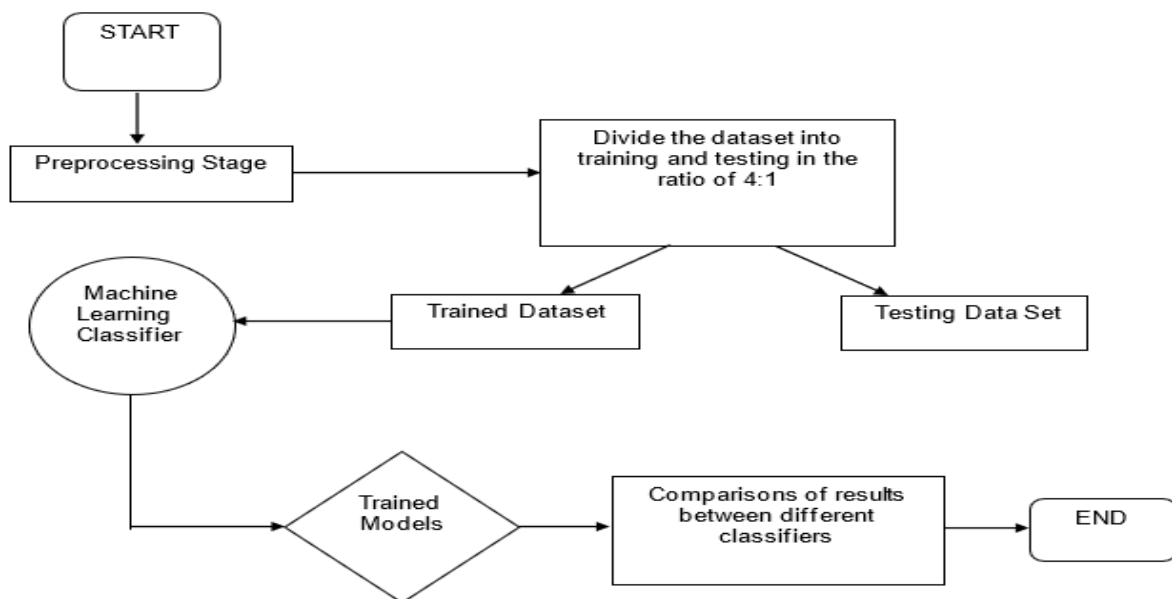 START
Preprocessing Stage
Divide the dataset into
training and testing in the
ratio of 4:1
Machine
Learning
Classifier
Trained Dataset
Testing Data Set
Trained
Models
Comparisons of results
between different
classifiers
END